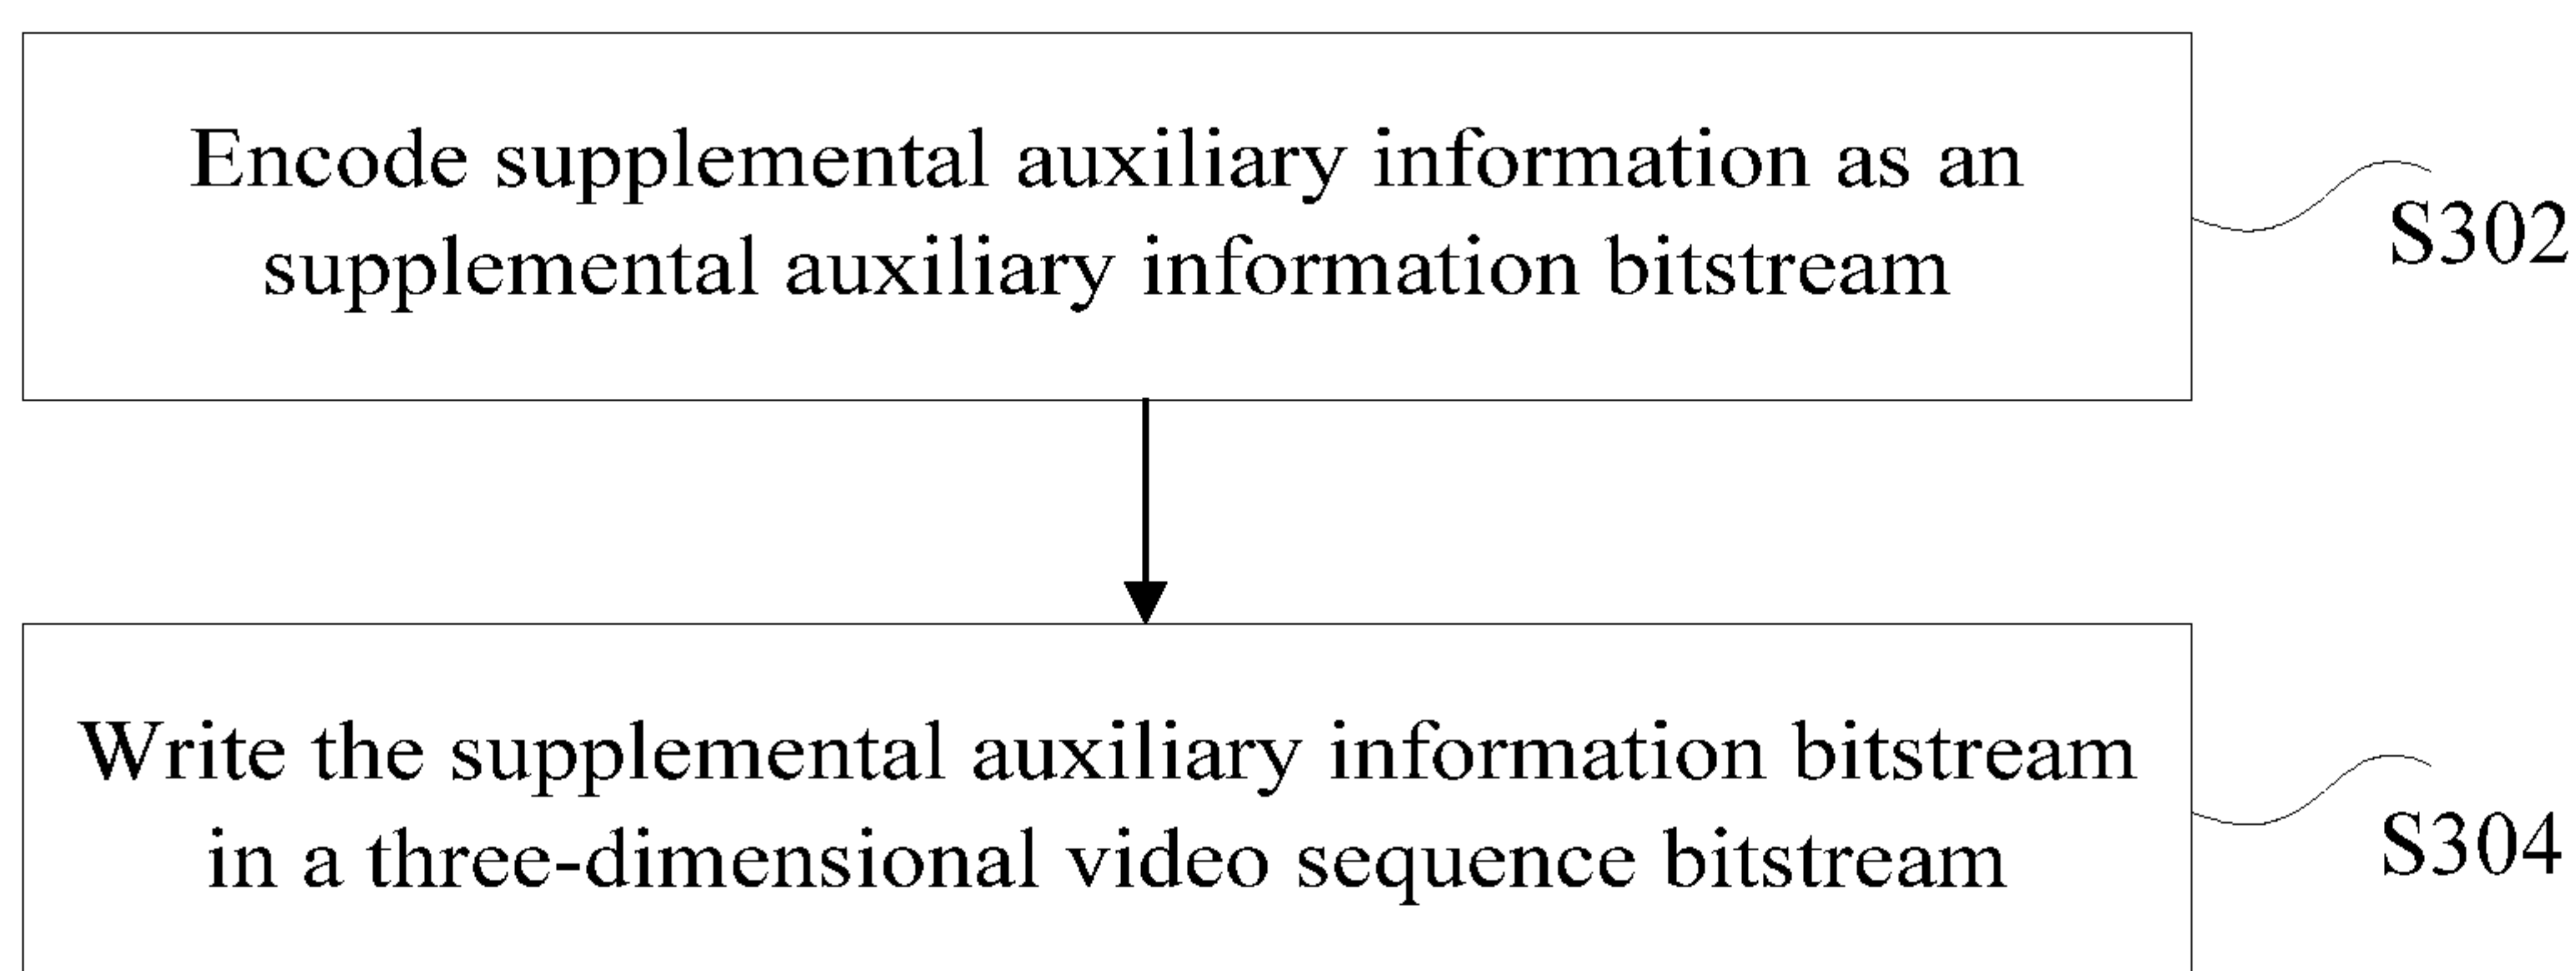 Encode supplemental auxiliary information as an
supplemental auxiliary information bitstream
S302
Write the supplemental auxiliary information bitstream
in a three-dimensional video sequence bitstream
S304